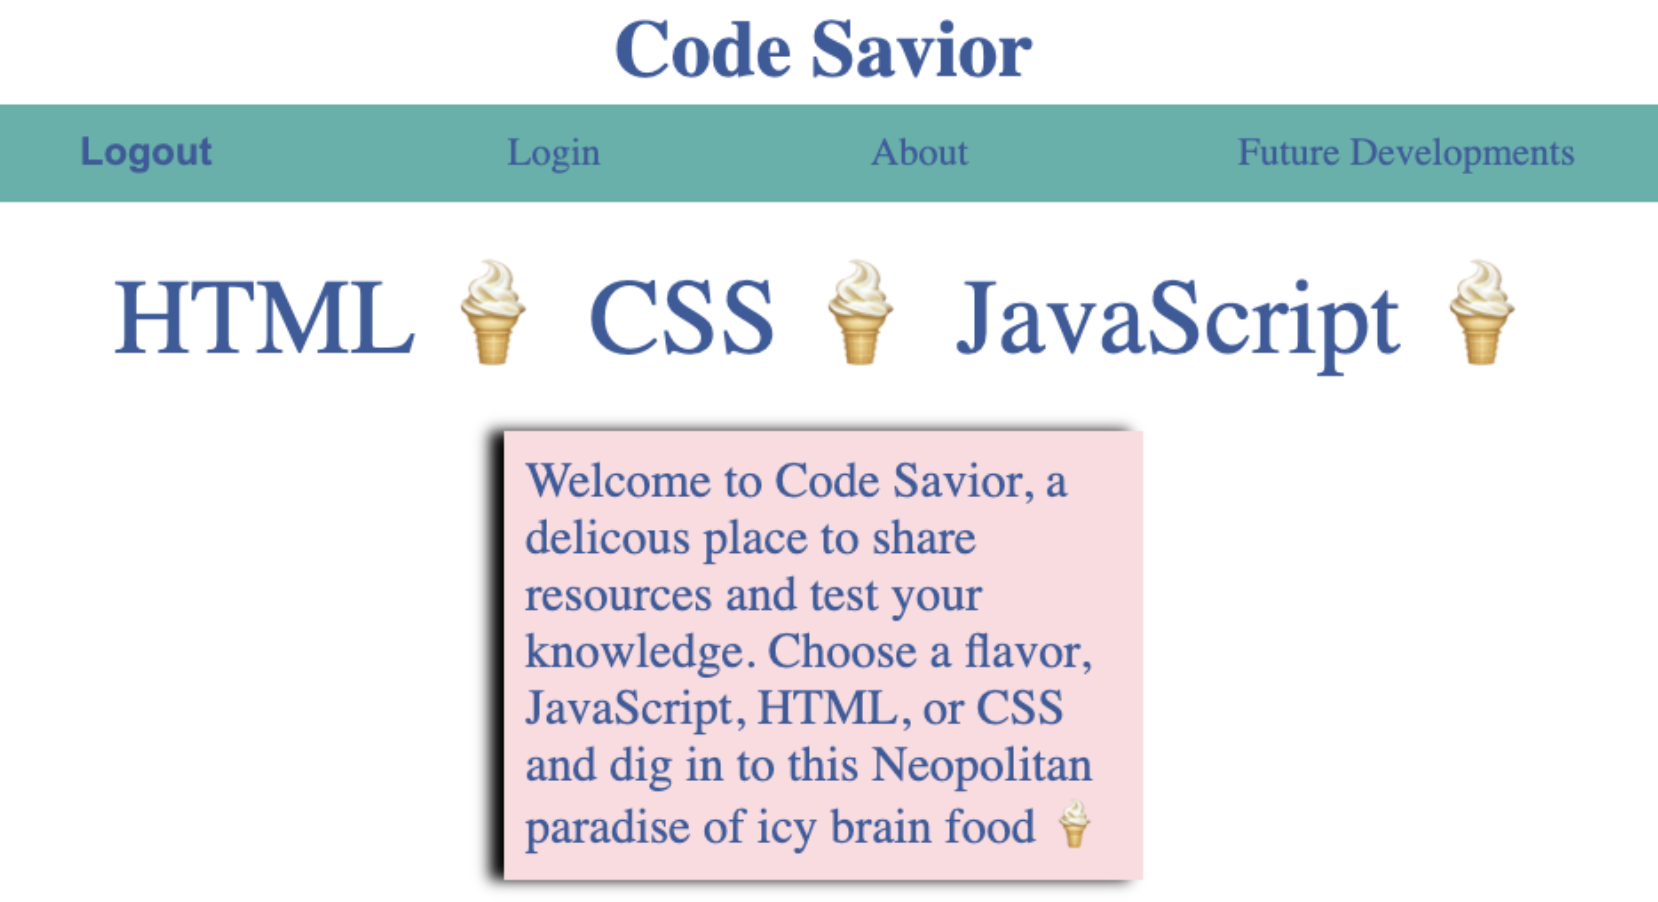 Code Savior
Logout Login About Future Developments
HTML 🍦 CSS 🍦 JavaScript 🍦
Welcome to Code Savior, a
delicous place to share
resources and test your
knowledge. Choose a flavor,
JavaScript, HTML, or CSS
and dig in to this Neopolitan
paradise of icy brain food 🍦